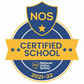 NOS
CERTIFIED
SCHOOL
2021-22